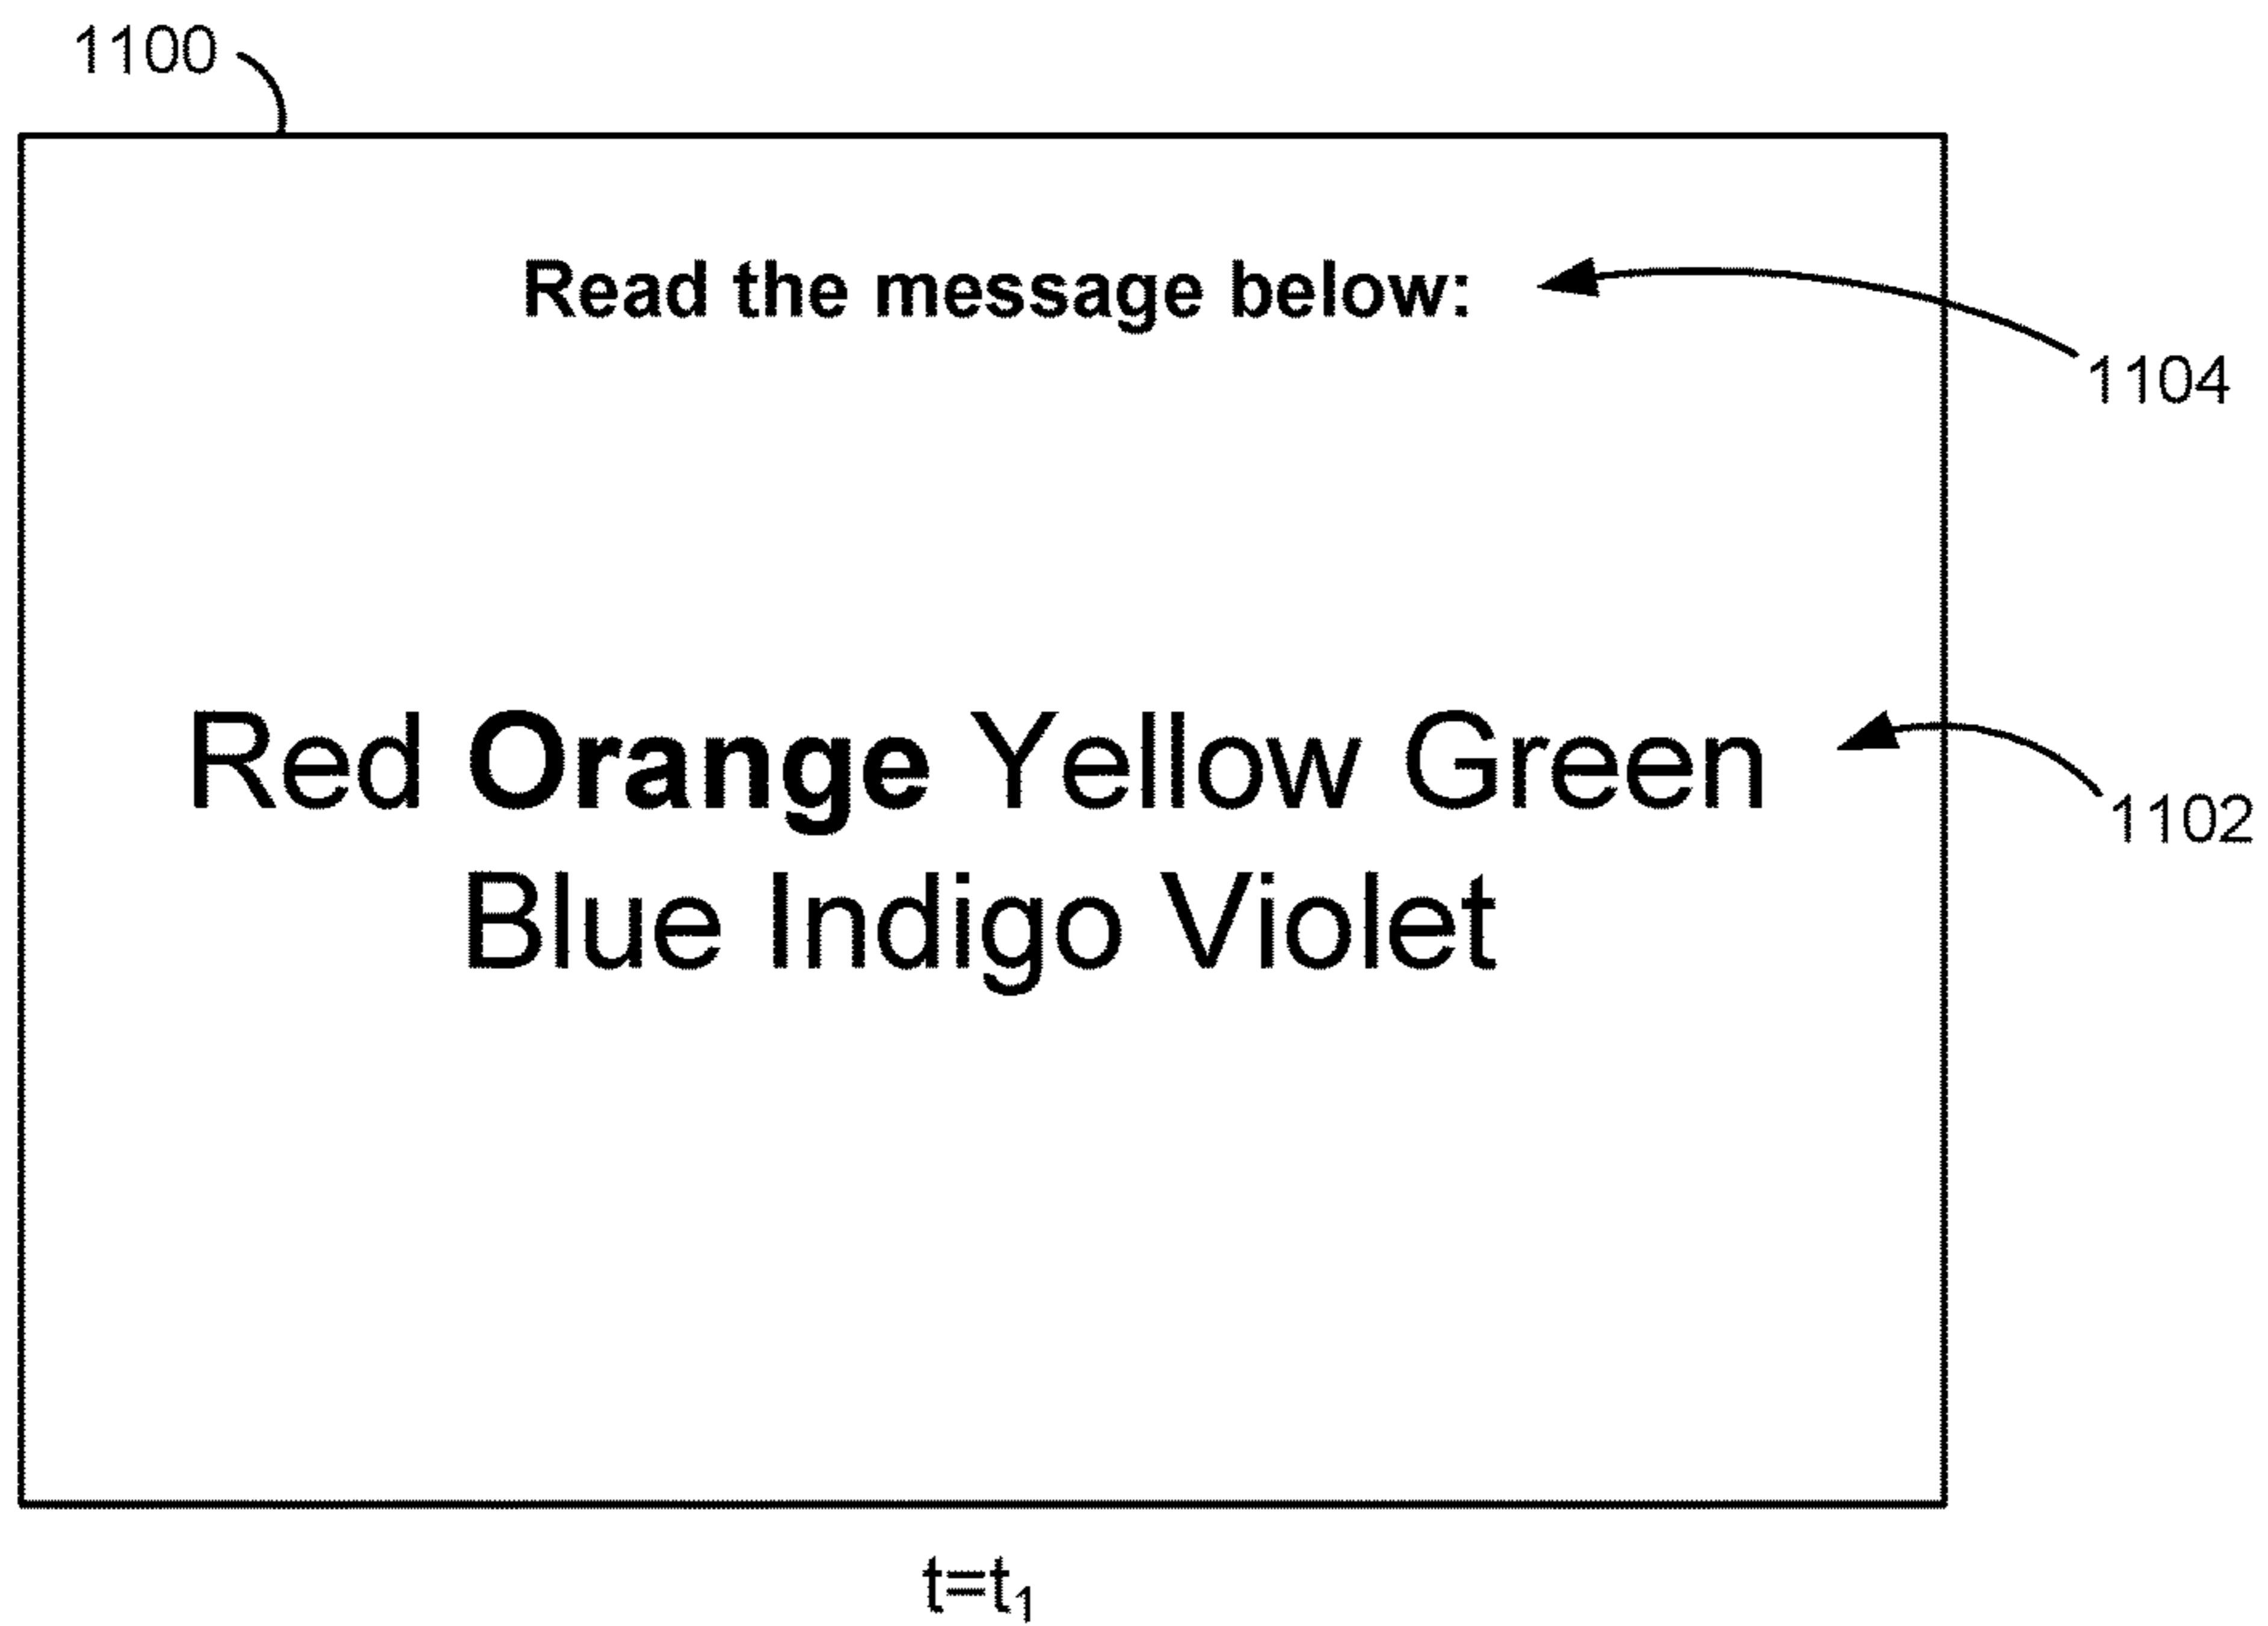 1100
Read the message below:
1104
Red Orange Yellow Green
1102
Blue Indigo Violet
t=t₁